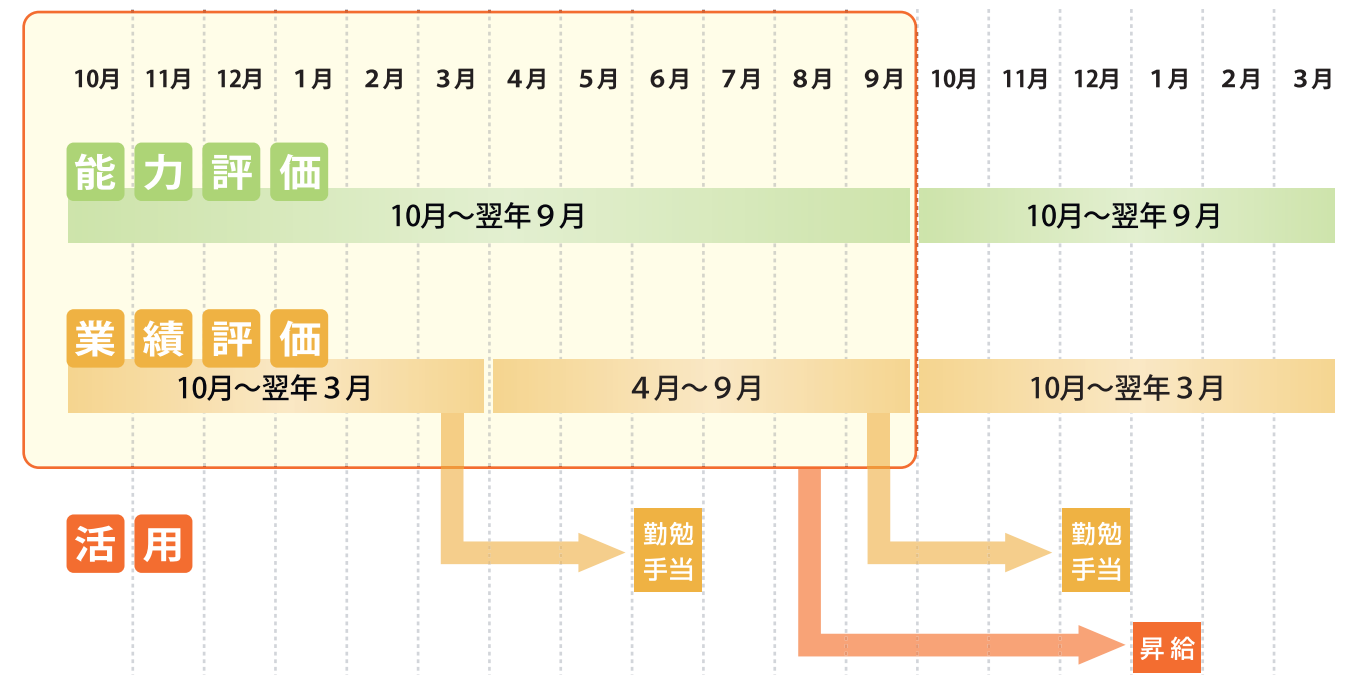 10月 11月 12月 1月 2月 3月 4月 5月 6月 7月 8月 9月 10月 11月 12月 1月 2月 3月
能力評価
10月～翌年９月 10月～翌年９月
業績評価
10月～翌年３月 ４月～９月 10月～翌年３月
活用
勤勉 勤勉
手当 手当
昇給